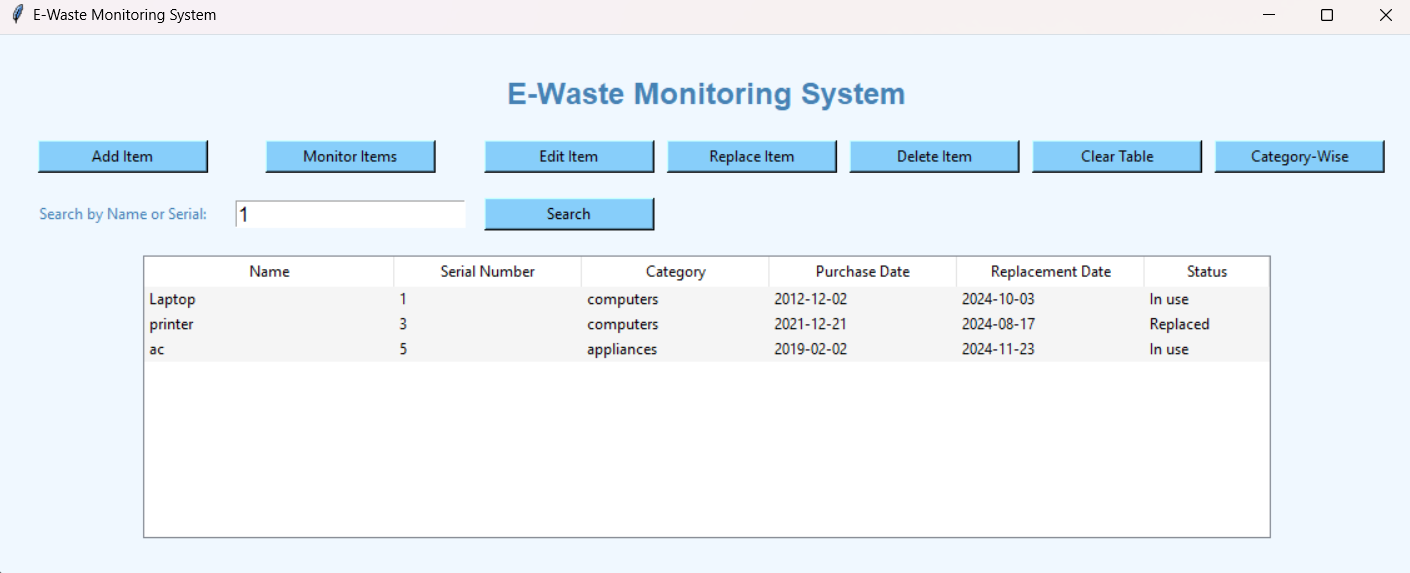 E-Waste Monitoring System
E-Waste Monitoring System
Add Item Monitor Items Edit Item Replace Item Delete Item Clear Table Category-Wise
Search by Name or Serial: 1 Search
Name Serial Number Category Purchase Date Replacement Date Status
Laptop 1 computers 2012-12-02 2024-10-03 In use
printer 3 computers 2021-12-21 2024-08-17 Replaced
ac 5 appliances 2019-02-02 2024-11-23 In use